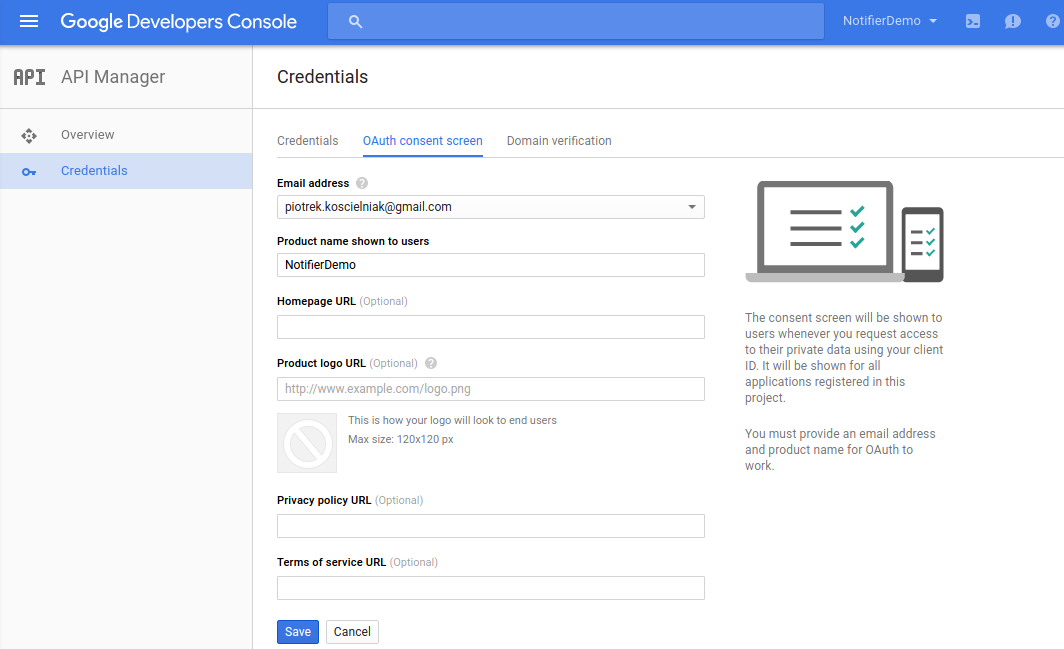 Google Developers Console
NotifierDemo
API API Manager
Credentials
Overview
Credentials
Credentials
OAuth consent screen
Domain verification
Email address
piotrek.koscielniak@gmail.com
Product name shown to users
NotifierDemo
Homepage URL (Optional)
Product logo URL (Optional)
http://www.example.com/logo.png
This is how your logo will look to end users
Max size: 120x120 px
Privacy policy URL (Optional)
Terms of service URL (Optional)
Save
Cancel
The consent screen will be shown to
users whenever you request access
to their private data using your client
ID. It will be shown for all
applications registered in this
project.
You must provide an email address
and product name for OAuth to
work.